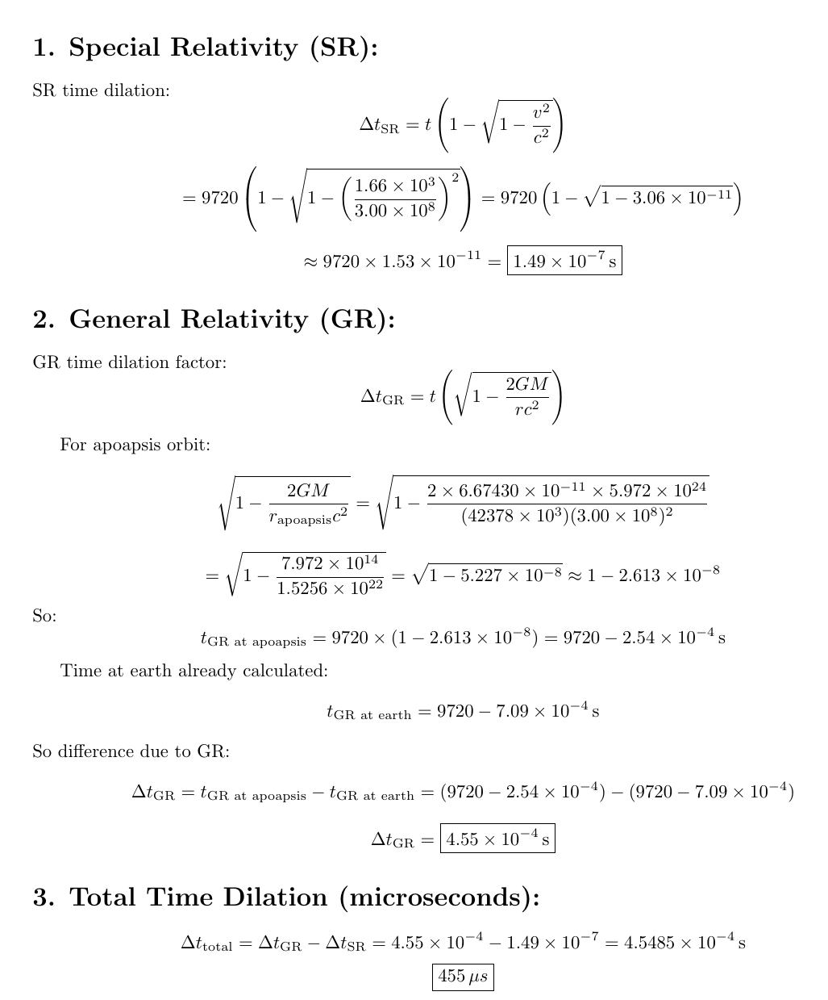 1. Special Relativity (SR):
SR time dilation:
$\Delta t_{\text{SR}} = t \left( 1 - \sqrt{1 - \frac{v^2}{c^2}} \right)$
$= 9720 \left( 1 - \sqrt{1 - \left( \frac{1.66 \times 10^3}{3.00 \times 10^8} \right)^2} \right) = 9720 \left( 1 - \sqrt{1 - 3.06 \times 10^{-11}} \right)$
$\approx 9720 \times 1.53 \times 10^{-11} = \boxed{1.49 \times 10^{-7} \, \text{s}}$
2. General Relativity (GR):
GR time dilation factor:
$\Delta t_{\text{GR}} = t \left( \sqrt{1 - \frac{2GM}{rc^2}} \right)$
For apoapsis orbit:
$\sqrt{1 - \frac{2GM}{r_{\text{apoapsis}} c^2}} = \sqrt{1 - \frac{2 \times 6.67430 \times 10^{-11} \times 5.972 \times 10^{24}}{(42378 \times 10^3)(3.00 \times 10^8)^2}}$
$= \sqrt{1 - \frac{7.972 \times 10^{14}}{1.5256 \times 10^{22}}} = \sqrt{1 - 5.227 \times 10^{-8}} \approx 1 - 2.613 \times 10^{-8}$
So:
$t_{\text{GR at apoapsis}} = 9720 \times (1 - 2.613 \times 10^{-8}) = 9720 - 2.54 \times 10^{-4} \, \text{s}$
Time at earth already calculated:
$t_{\text{GR at earth}} = 9720 - 7.09 \times 10^{-4} \, \text{s}$
So difference due to GR:
$\Delta t_{\text{GR}} = t_{\text{GR at apoapsis}} - t_{\text{GR at earth}} = (9720 - 2.54 \times 10^{-4}) - (9720 - 7.09 \times 10^{-4})$
$\Delta t_{\text{GR}} = \boxed{4.55 \times 10^{-4} \, \text{s}}$
3. Total Time Dilation (microseconds):
$\Delta t_{\text{total}} = \Delta t_{\text{GR}} - \Delta t_{\text{SR}} = 4.55 \times 10^{-4} - 1.49 \times 10^{-7} = 4.5485 \times 10^{-4} \, \text{s}$
$\boxed{455 \, \mu s}$